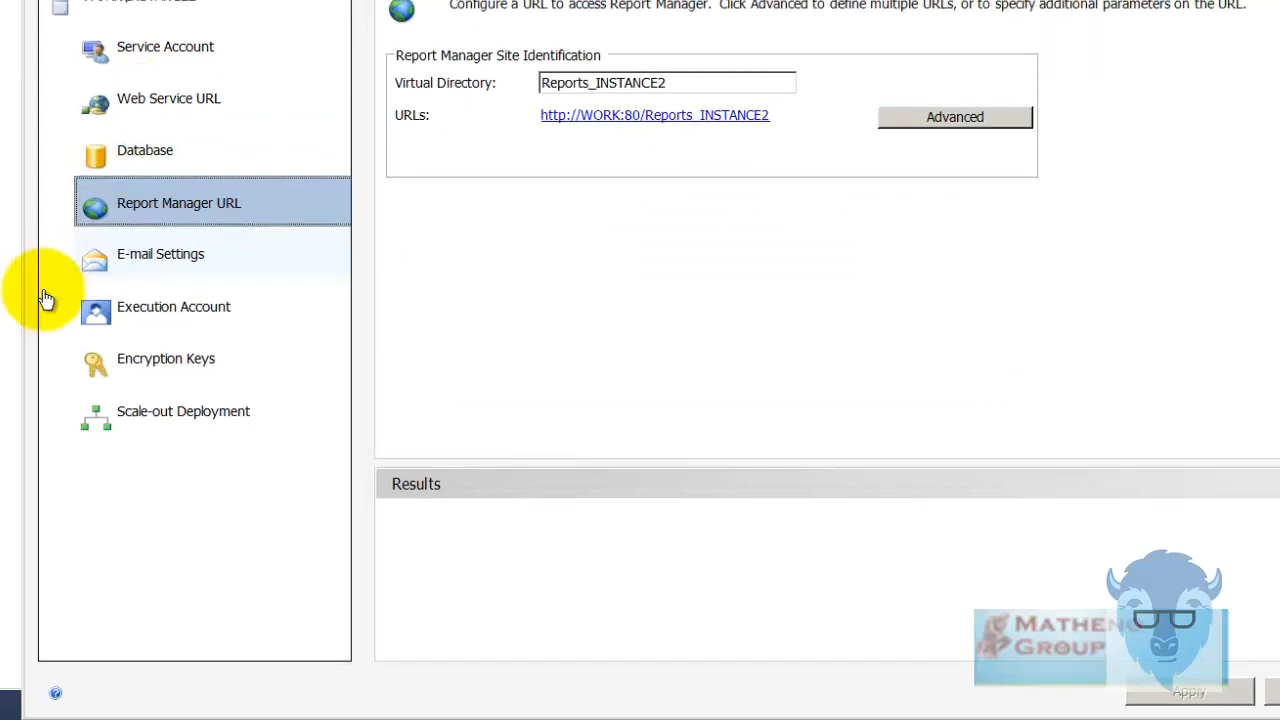 Configure a URL to access Report Manager. Click Advanced to define multiple URLs, or to specify additional parameters on the URL.
Service Account
Web Service URL
Database
Report Manager URL
E-mail Settings
Execution Account
Encryption Keys
Scale-out Deployment
Report Manager Site Identification
Virtual Directory:
Reports_INSTANCE2
URLs:
http://WORK:80/Reports_INSTANCE2
Advanced
Results
Group
Apply